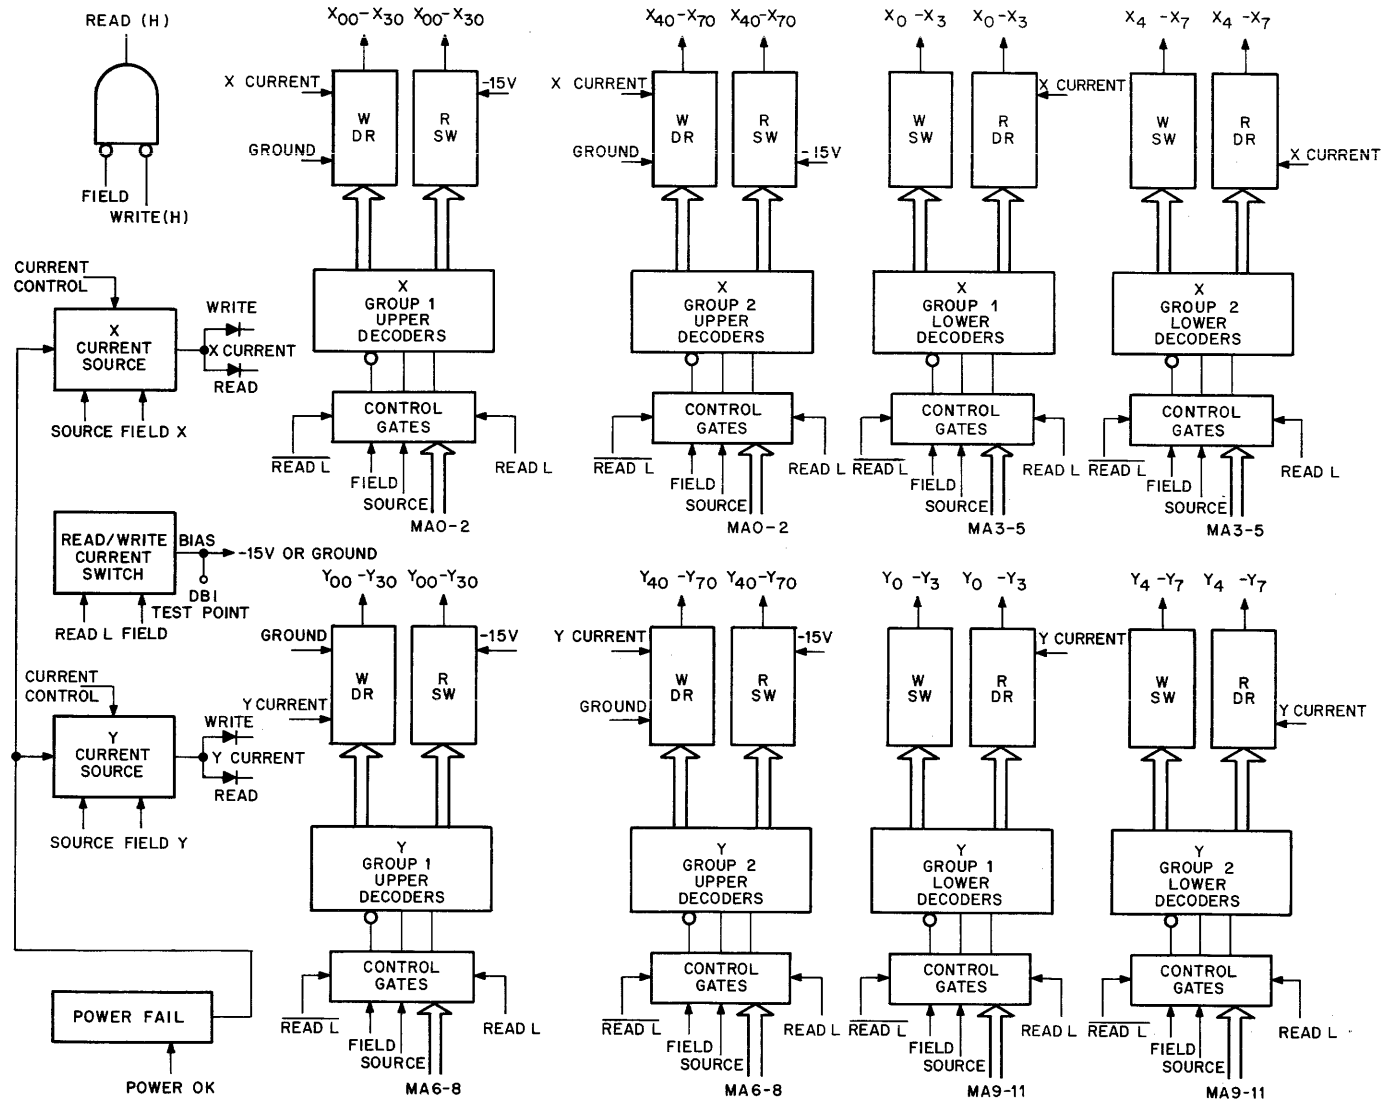 READ (H)
FIELD
WRITE(H)
X00-X30 X00-X30
X CURRENT
GROUND
-15V
W DR
R SW
X
GROUP 1
UPPER
DECODERS
CONTROL
GATES
READ L
READ L
FIELD
SOURCE
MA0-2
X40-X70 X40-X70
X CURRENT
GROUND
-15V
W DR
R SW
X
GROUP 2
UPPER
DECODERS
CONTROL
GATES
READ L
READ L
FIELD
SOURCE
MA0-2
X0-X3 X0-X3
X CURRENT
W SW
R DR
X
GROUP 1
LOWER
DECODERS
CONTROL
GATES
READ L
READ L
FIELD
SOURCE
MA3-5
X4-X7 X4-X7
X CURRENT
W SW
R DR
X
GROUP 2
LOWER
DECODERS
CONTROL
GATES
READ L
READ L
FIELD
SOURCE
MA3-5
CURRENT
CONTROL
X
CURRENT
SOURCE
WRITE
X CURRENT
READ
SOURCE FIELD X
READ/WRITE
CURRENT
SWITCH
BIAS
-15V OR GROUND
DB1
TEST POINT
READ L FIELD
CURRENT
CONTROL
Y
CURRENT
SOURCE
WRITE
Y CURRENT
READ
SOURCE FIELD Y
POWER FAIL
POWER OK
Y00-Y30 Y00-Y30
GROUND
Y CURRENT
-15V
W DR
R SW
Y
GROUP 1
UPPER
DECODERS
CONTROL
GATES
READ L
READ L
FIELD
SOURCE
MA6-8
Y40-Y70 Y40-Y70
Y CURRENT
GROUND
-15V
W DR
R SW
Y
GROUP 2
UPPER
DECODERS
CONTROL
GATES
READ L
READ L
FIELD
SOURCE
MA6-8
Y0-Y3 Y0-Y3
Y CURRENT
W SW
R DR
Y
GROUP 1
LOWER
DECODERS
CONTROL
GATES
READ L
READ L
FIELD
SOURCE
MA9-11
Y4-Y7 Y4-Y7
Y CURRENT
W SW
R DR
Y
GROUP 2
LOWER
DECODERS
CONTROL
GATES
READ L
READ L
FIELD
SOURCE
MA9-11